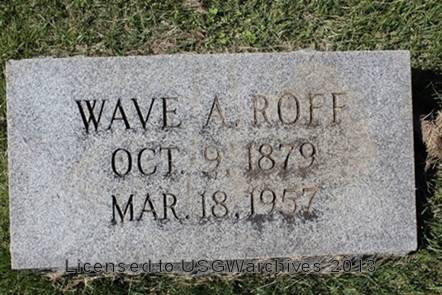 WAVE A. ROFF
OCT. 9, 1879
MAR. 18, 1957
Licensed to USGWarchives 2013